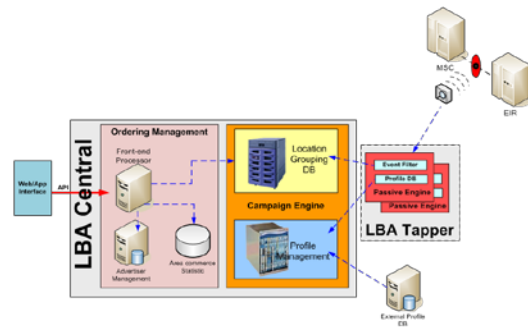 MSC
EIR
Ordering Management
Front-end
Processor
Location
Grouping
DB
Event Filter
Profile DB
Passive Engine
Passive Engine
Web/App
Interface
API
LBA Central
Campaign Engine
LBA Tapper
Advertiser
Management
Area commerce
Statistic
Profile
Management
External Profile
DB